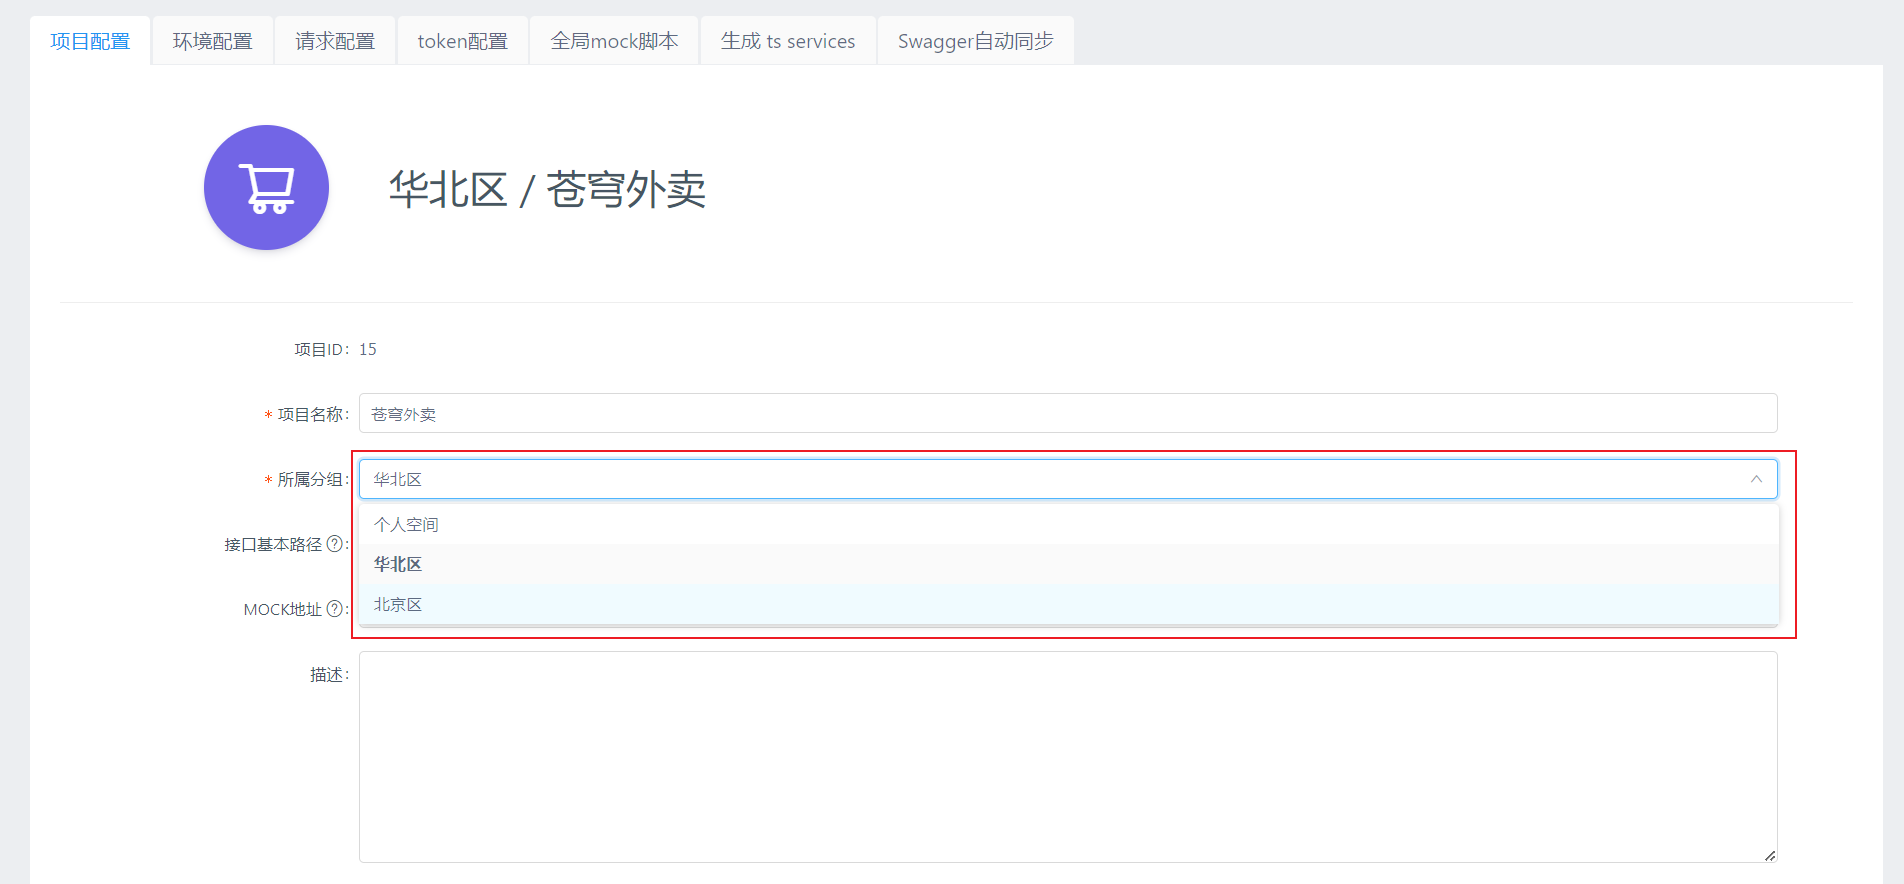 项目配置 环境配置 请求配置 token配置 全局mock脚本 生成 ts services Swagger自动同步
华北区 / 苍穹外卖
项目ID: 15
* 项目名称: 苍穹外卖
* 所属分组: 华北区
个人空间
接口基本路径 ? :
华北区
北京区
MOCK地址 ? :
描述: